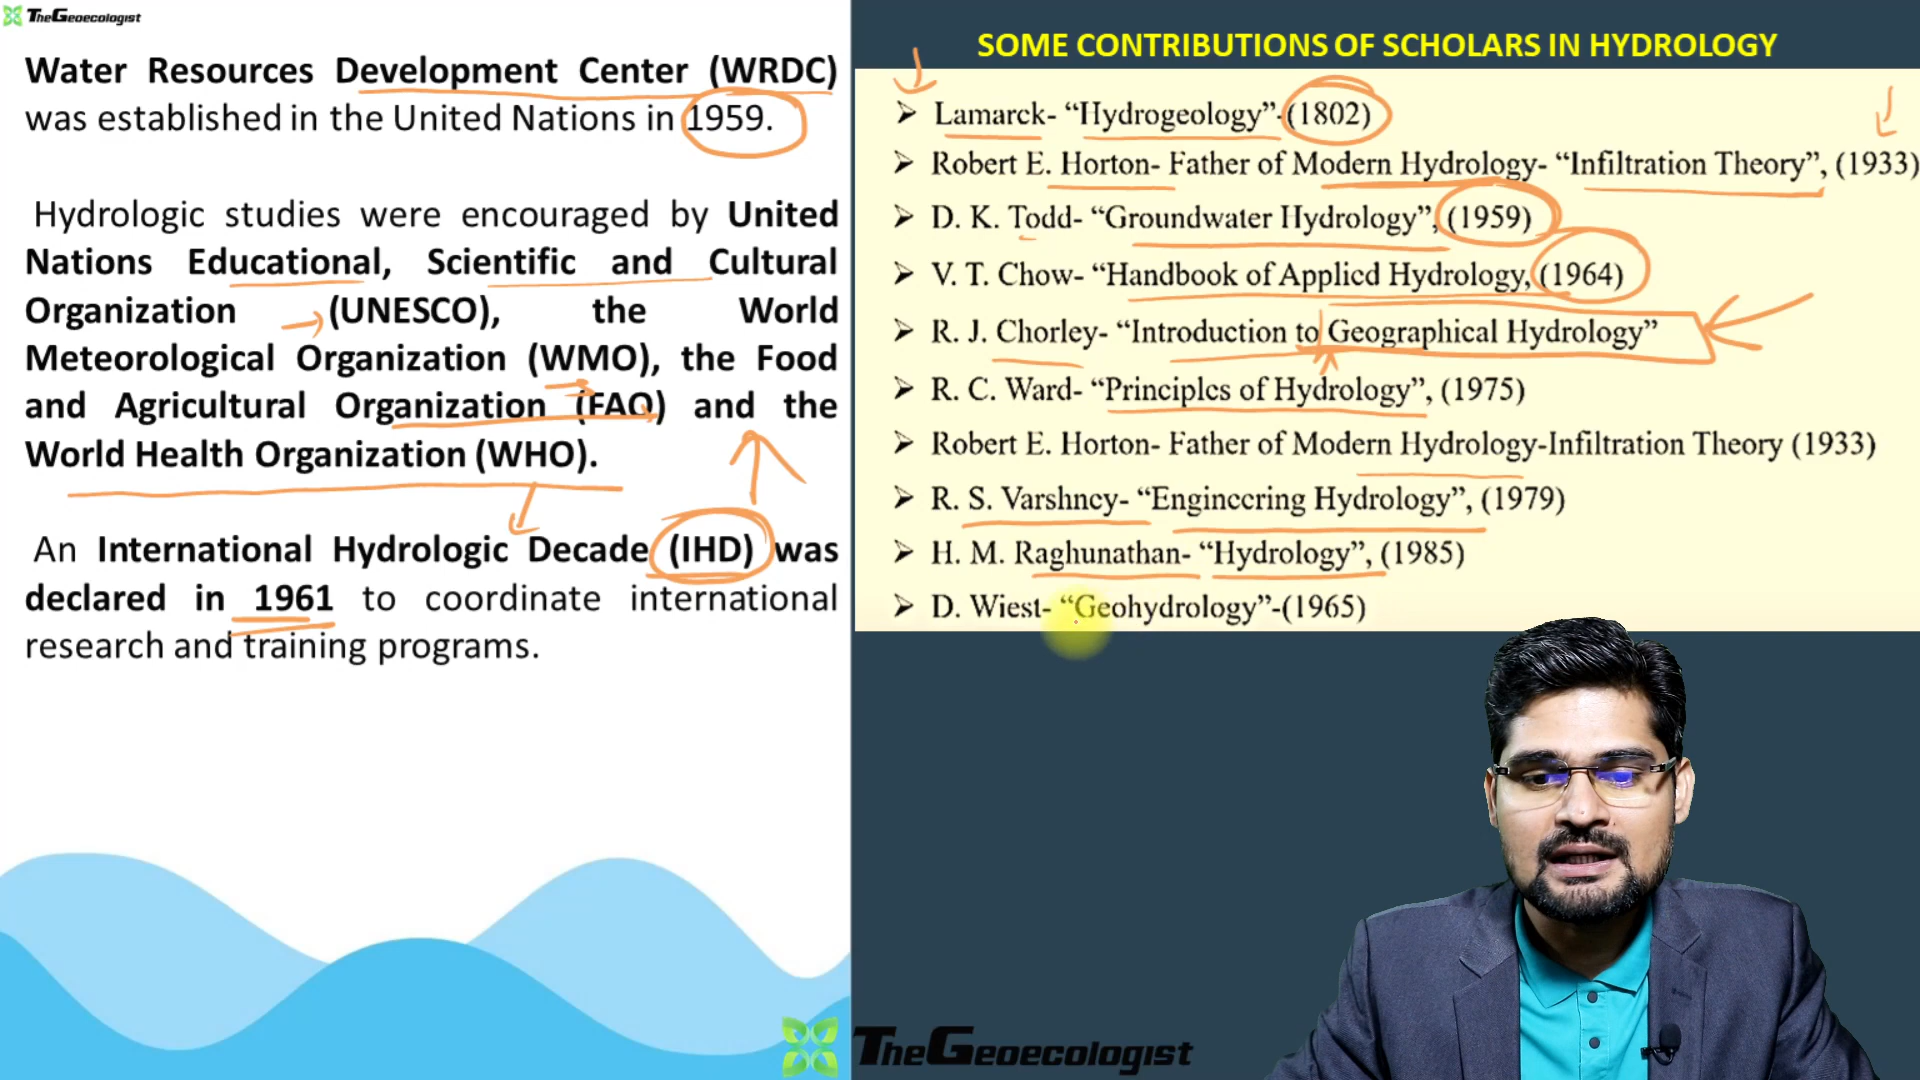 TheGeoecologist
Water Resources Development Center (WRDC)
was established in the United Nations in 1959.
Hydrologic studies were encouraged by United
Nations Educational, Scientific and Cultural
Organization (UNESCO), the World
Meteorological Organization (WMO), the Food
and Agricultural Organization (FAO) and the
World Health Organization (WHO).
An International Hydrologic Decade (IHD) was
declared in 1961 to coordinate international
research and training programs.
SOME CONTRIBUTIONS OF SCHOLARS IN HYDROLOGY
➢ Lamarck- “Hydrogeology”-(1802)
➢ Robert E. Horton- Father of Modern Hydrology- “Infiltration Theory”, (1933)
➢ D. K. Todd- “Groundwater Hydrology”, (1959)
➢ V. T. Chow- “Handbook of Applied Hydrology, (1964)
➢ R. J. Chorley- “Introduction to Geographical Hydrology”
➢ R. C. Ward- “Principles of Hydrology”, (1975)
➢ Robert E. Horton- Father of Modern Hydrology-Infiltration Theory (1933)
➢ R. S. Varshney- “Engineering Hydrology”, (1979)
➢ H. M. Raghunathan- “Hydrology”, (1985)
➢ D. Wiest- “Geohydrology”-(1965)
TheGeoecologist